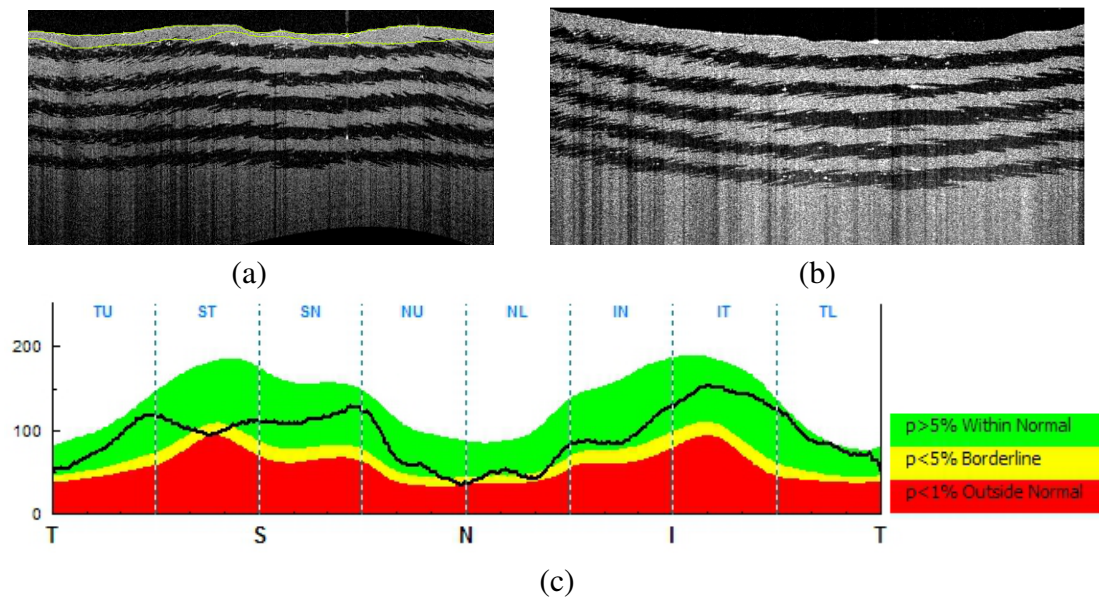 (a)
(b)
TU ST SN NU NL IN IT TL
200
100
0
p>5% Within Normal
p<5% Borderline
p<1% Outside Normal
T S N I T
(c)